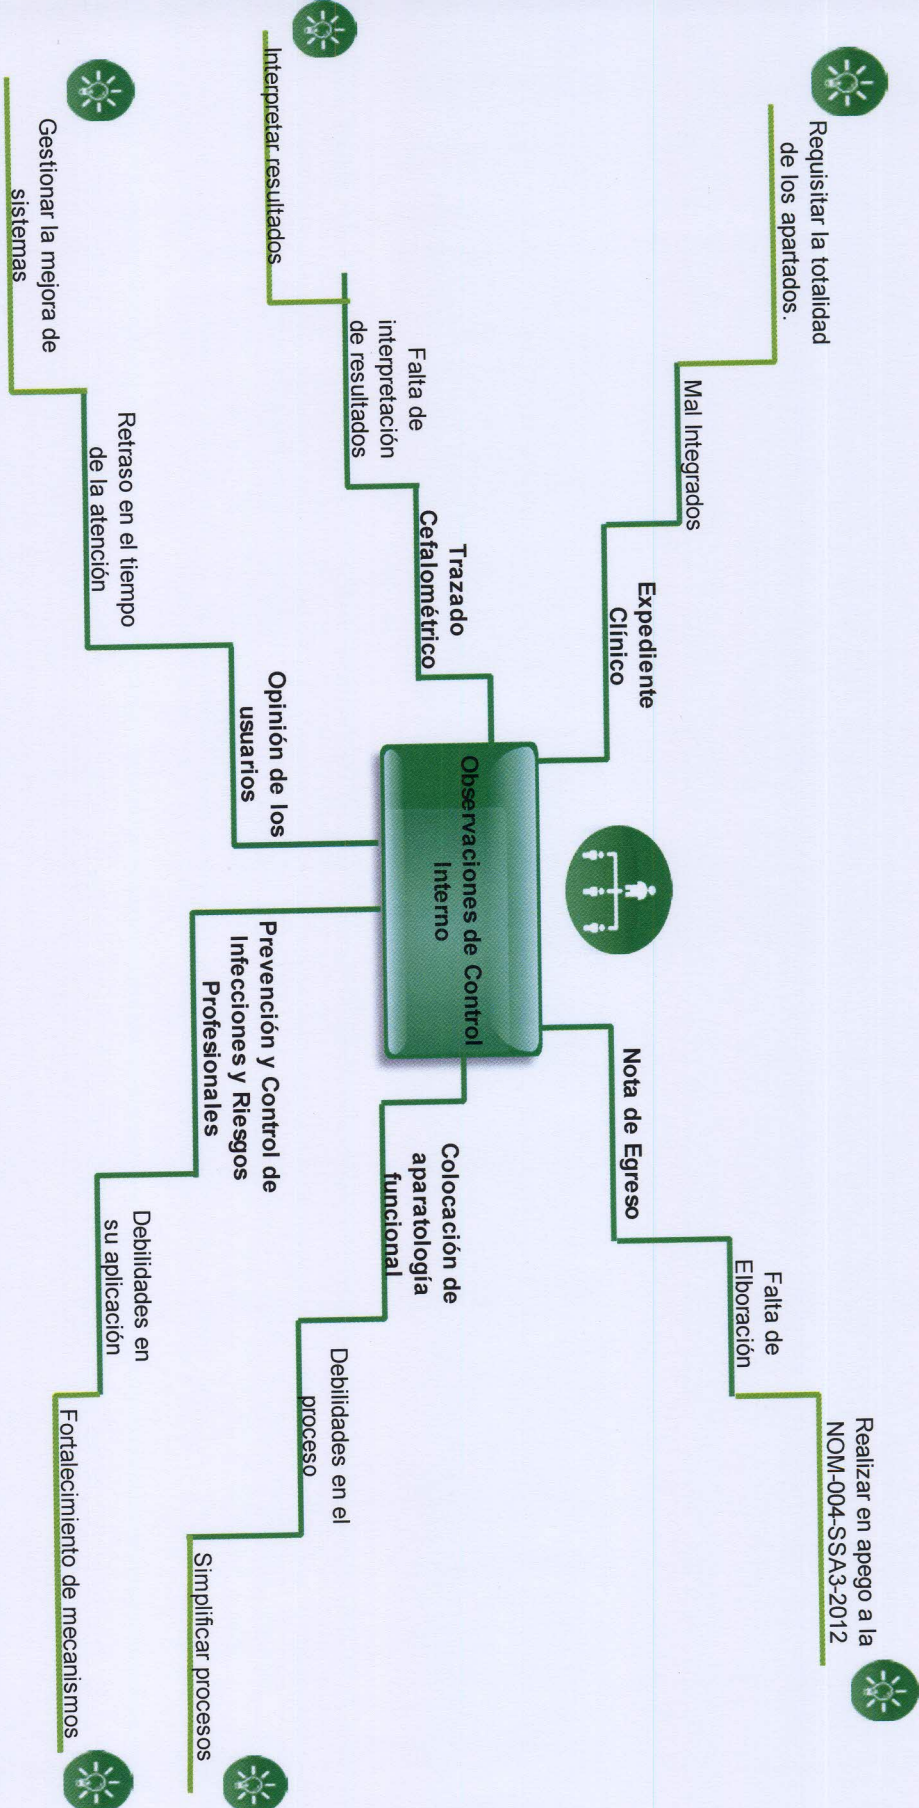 Requisitar la totalidad
de los apartados.
Mal Integrados
Expediente
Clínico
Interpretar resultados
Falta de
interpretación
de resultados
Trazado
Cefalométrico
Gestionar la mejora de
sistemas
Retraso en el tiempo
de la atención
Opinión de los
usuarios
Observaciones de Control
Interno
Realizar en apego a la
NOM-004-SSA3-2012
Falta de
Elboración
Nota de Egreso
Colocación de
aparatología
funcional
Debilidades en el
proceso
Simplificar procesos
Prevención y Control de
Infecciones y Riesgos
Profesionales
Debilidades en
su aplicación
Fortalecimiento de mecanismos